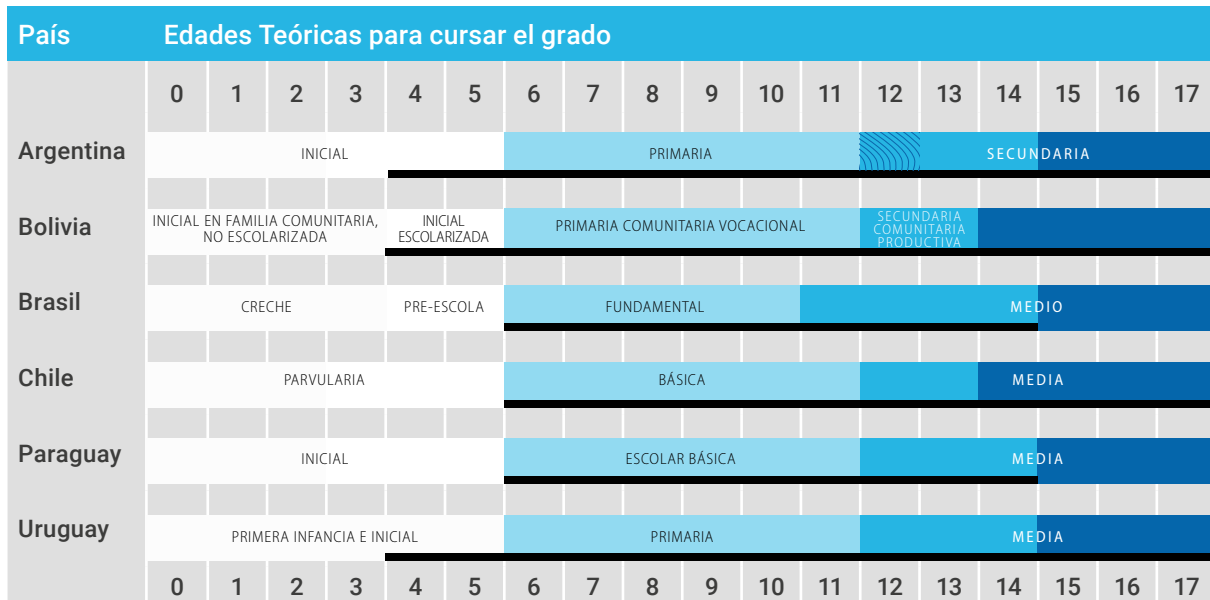 País Edades Teóricas para cursar el grado
0 1 2 3 4 5 6 7 8 9 10 11 12 13 14 15 16 17
Argentina INICIAL PRIMARIA SECUNDARIA
Bolivia INICIAL EN FAMILIA COMUNITARIA,
NO ESCOLARIZADA
INICIAL
ESCOLARIZADA
PRIMARIA COMUNITARIA VOCACIONAL
SECUNDARIA
COMUNITARIA
PRODUCTIVA
Brasil CRECHE PRE-ESCOLA FUNDAMENTAL MEDIO
Chile PARVULARIA BÁSICA MEDIA
Paraguay INICIAL ESCOLAR BÁSICA MEDIA
Uruguay PRIMERA INFANCIA E INICIAL PRIMARIA MEDIA
0 1 2 3 4 5 6 7 8 9 10 11 12 13 14 15 16 17